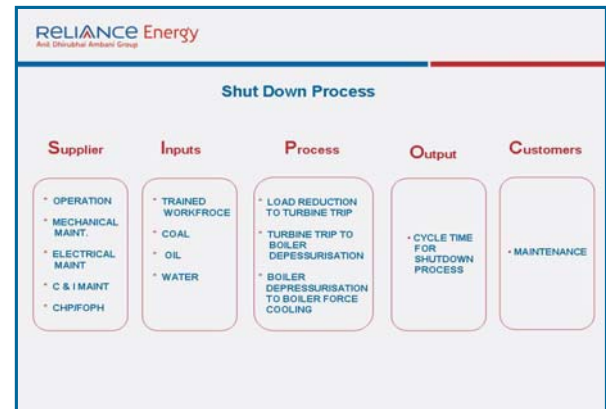 RELIANCE Energy
Anil Dhirubhai Ambani Group
Shut Down Process
Supplier
* OPERATION
* MECHANICAL
MAINT.
* ELECTRICAL
MAINT
* C & I MAINT
* CHP/FOPH
Inputs
* TRAINED
WORKFROCE
* COAL
* OIL
* WATER
Process
* LOAD REDUCTION
TO TURBINE TRIP
* TURBINE TRIP TO
BOILER
DEPESSURISATION
* BOILER
DEPRESSURISATION
TO BOILER FORCE
COOLING
Output
• CYCLE TIME
FOR
SHUTDOWN
PROCESS
Customers
• MAINTENANCE